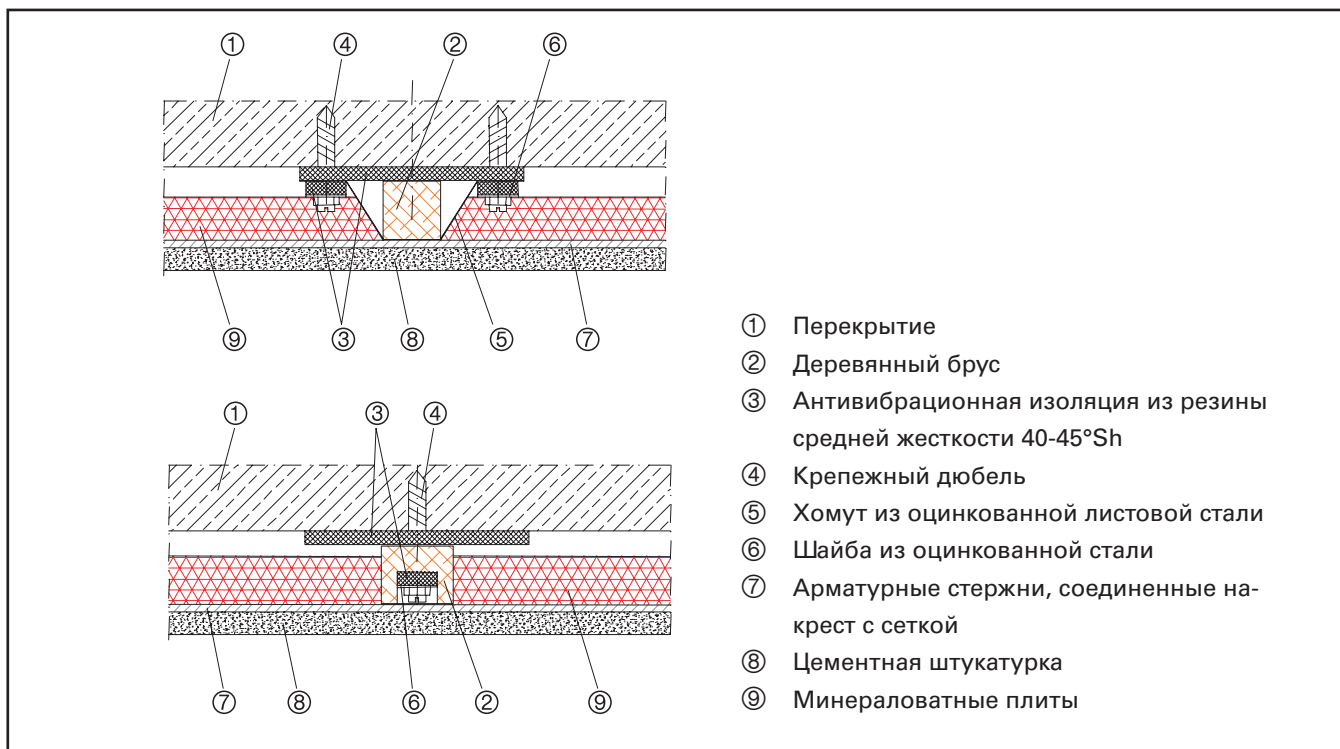 ① ④ ② ⑥
⑨ ③ ⑧ ⑤ ⑦
① ③ ④
⑦ ⑧ ⑥ ② ⑨
① Перекрытие
② Деревянный брус
③ Антивибрационная изоляция из резины
средней жесткости 40-45°Sh
④ Крепежный дюбель
⑤ Хомут из оцинкованной листовой стали
⑥ Шайба из оцинкованной стали
⑦ Арматурные стержни, соединенные на-
крест с сеткой
⑧ Цементная штукатурка
⑨ Минераловатные плиты